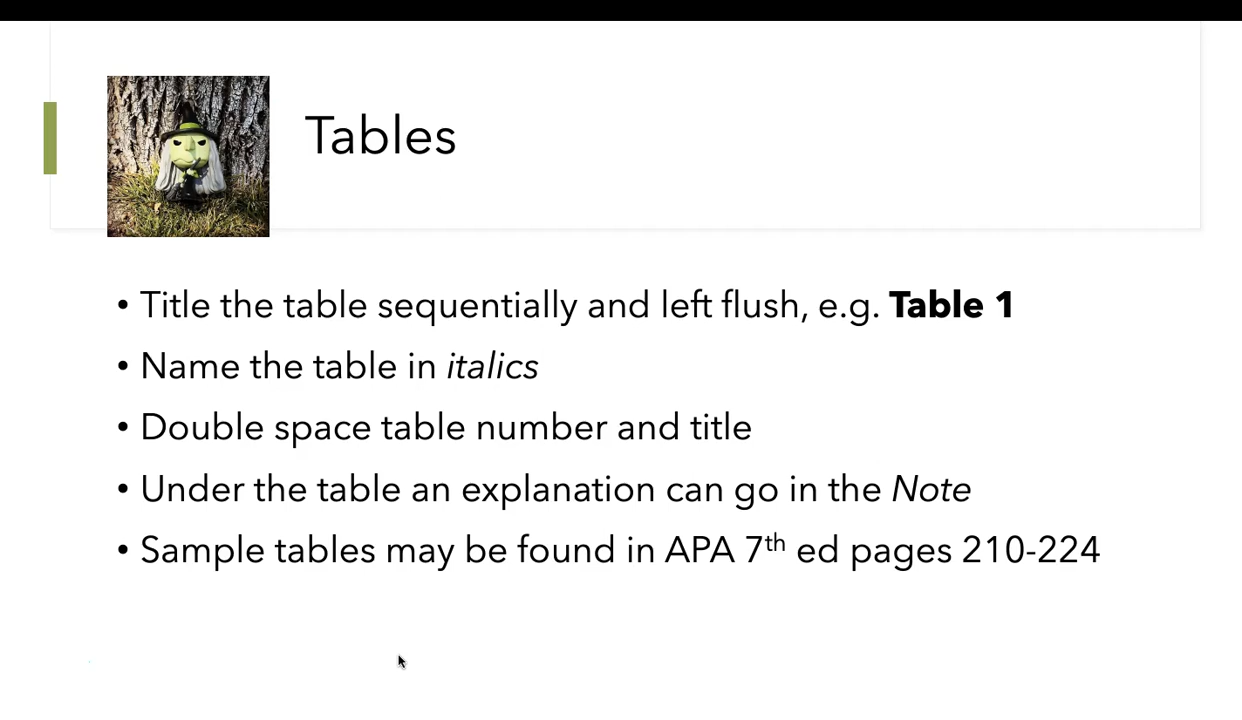 Tables
• Title the table sequentially and left flush, e.g. Table 1
• Name the table in italics
• Double space table number and title
• Under the table an explanation can go in the Note
• Sample tables may be found in APA 7th ed pages 210-224